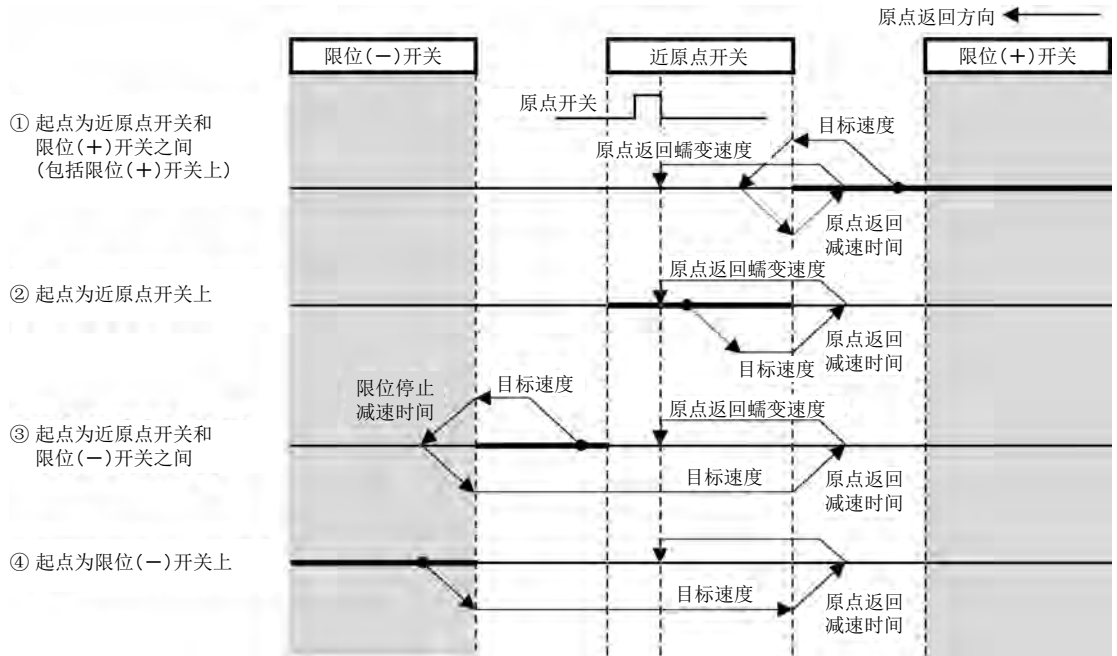 原点返回方向
限位(－)开关
近原点开关
限位(＋)开关
原点开关
① 起点为近原点开关和
限位(＋)开关之间
(包括限位(＋)开关上)
目标速度
原点返回蠕变速度
原点返回
减速时间
② 起点为近原点开关上
原点返回蠕变速度
目标速度
原点返回
减速时间
限位停止
减速时间
目标速度
③ 起点为近原点开关和
限位(－)开关之间
原点返回蠕变速度
目标速度
原点返回
减速时间
④ 起点为限位(－)开关上
目标速度
原点返回
减速时间